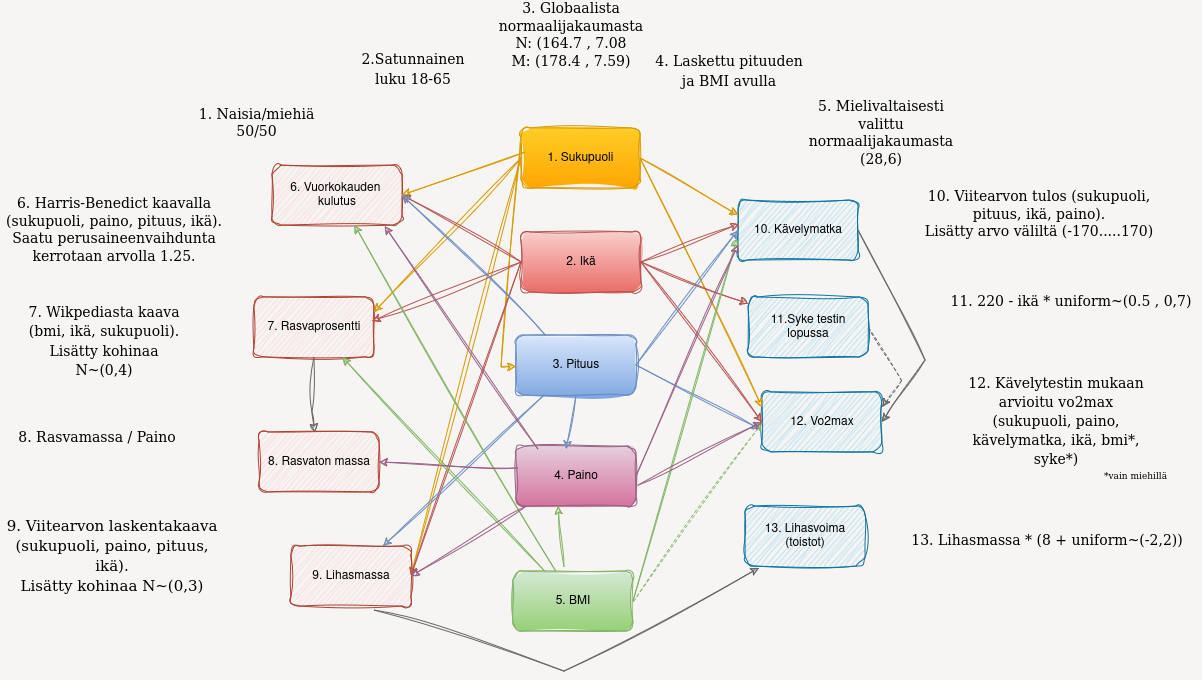 3. Globaalista
normaalijakaumasta
N: (164.7 , 7.08
M: (178.4 , 7.59)
2.Satunnainen
luku 18-65
4. Laskettu pituuden
ja BMI avulla
1. Naisia/miehiä
50/50
5. Mielivaltaisesti
valittu
normaalijakaumasta
(28,6)
6. Harris-Benedict kaavalla
(sukupuoli, paino, pituus, ikä).
Saatu perusaineenvaihdunta
kerrotaan arvolla 1.25.
7. Wikipediasta kaava
(bmi, ikä, sukupuoli).
Lisätty kohinaa
N~(0,4)
8. Rasvamassa / Paino
9. Viitearvon laskentakaava
(sukupuoli, paino, pituus,
ikä).
Lisätty kohinaa N~(0,3)
6. Vuorkokauden
kulutus
7. Rasvaprosentti
8. Rasvaton massa
9. Lihasmassa
1. Sukupuoli
2. Ikä
3. Pituus
4. Paino
5. BMI
10. Kävelymatka
11.Syke testin
lopussa
12. Vo2max
13. Lihasvoima
(toistot)
10. Viitearvon tulos (sukupuoli,
pituus, ikä, paino).
Lisätty arvo väliltä (-170.....170)
11. 220 - ikä * uniform~(0.5 , 0,7)
12. Kävelytestin mukaan
arvioitu vo2max
(sukupuoli, paino,
kävelymatka, ikä, bmi*,
syke*)
*vain miehillä
13. Lihasmassa * (8 + uniform~(-2,2))